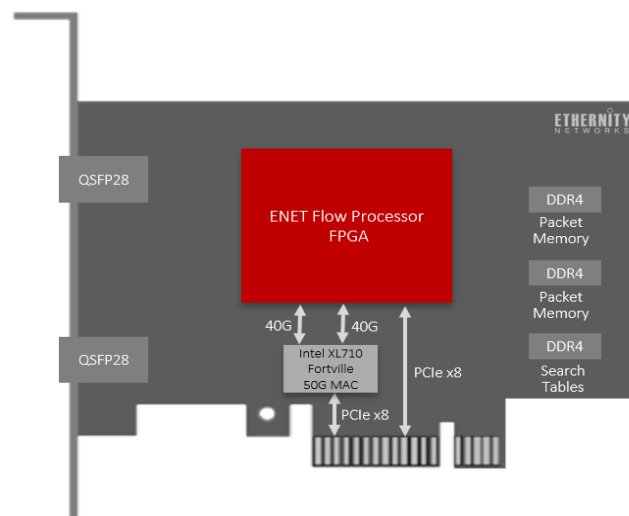 ETHERNITY
NETWORKS
QSFP28
ENET Flow Processor
FPGA
DDR4
Packet
Memory
DDR4
Packet
Memory
40G
40G
QSFP28
Intel XL710
Fortville
50G MAC
PCIe x8
PCIe x8
DDR4
Search
Tables